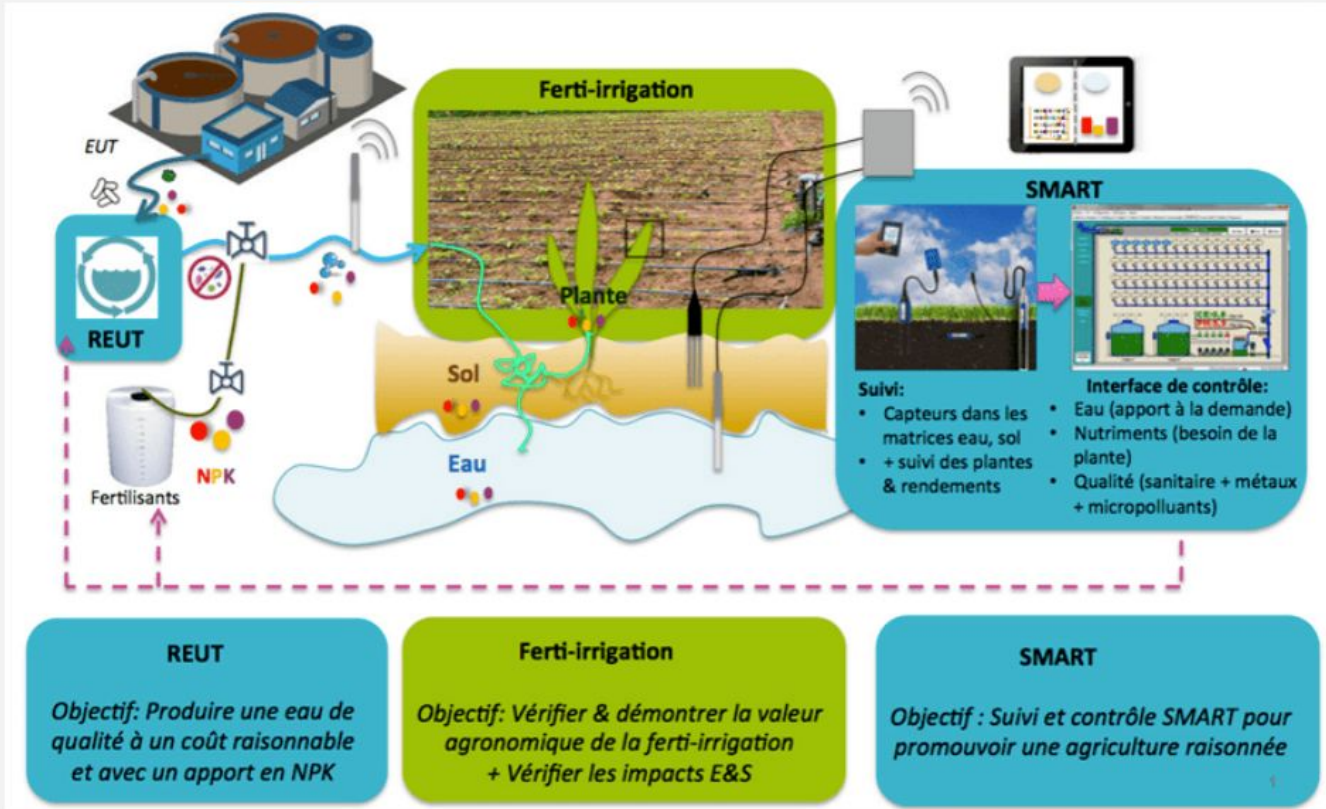 EUT
REUT
Fertilisants
NPK
Ferti-irrigation
Plante
Sol
Eau
SMART
Suivi:
• Capteurs dans les
matrices eau, sol
• + suivi des plantes
& rendements
Interface de contrôle:
• Eau (apport à la demande)
• Nutriments (besoin de la
plante)
• Qualité (sanitaire + métaux
+ micropolluants)
REUT
Objectif: Produire une eau de
qualité à un coût raisonnable
et avec un apport en NPK
Ferti-irrigation
Objectif: Vérifier & démontrer la valeur
agronomique de la ferti-irrigation
+ Vérifier les impacts E&S
SMART
Objectif : Suivi et contrôle SMART pour
promouvoir une agriculture raisonnée
1